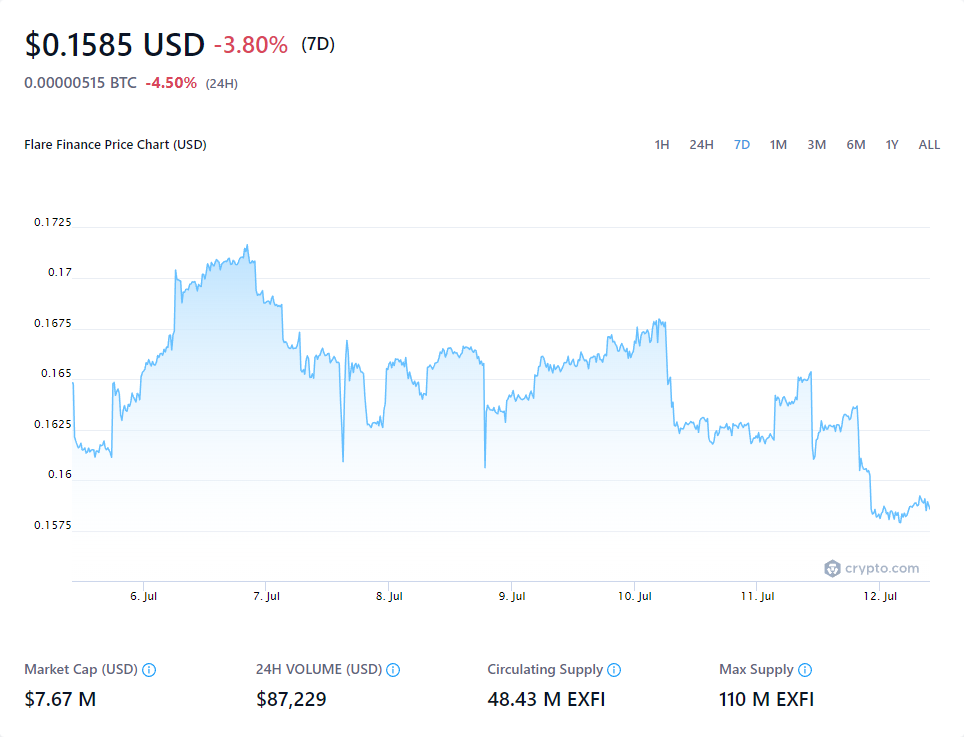 $0.1585 USD -3.80% (7D)
0.00000515 BTC -4.50% (24H)
Flare Finance Price Chart (USD) 1H 24H 7D 1M 3M 6M 1Y ALL
0.1725
0.17
0.1675
0.165
0.1625
0.16
0.1575
crypto.com
6. Jul 7. Jul 8. Jul 9. Jul 10. Jul 11. Jul 12. Jul
Market Cap (USD) 24H VOLUME (USD) Circulating Supply Max Supply
$7.67 M $87,229 48.43 M EXFI 110 M EXFI